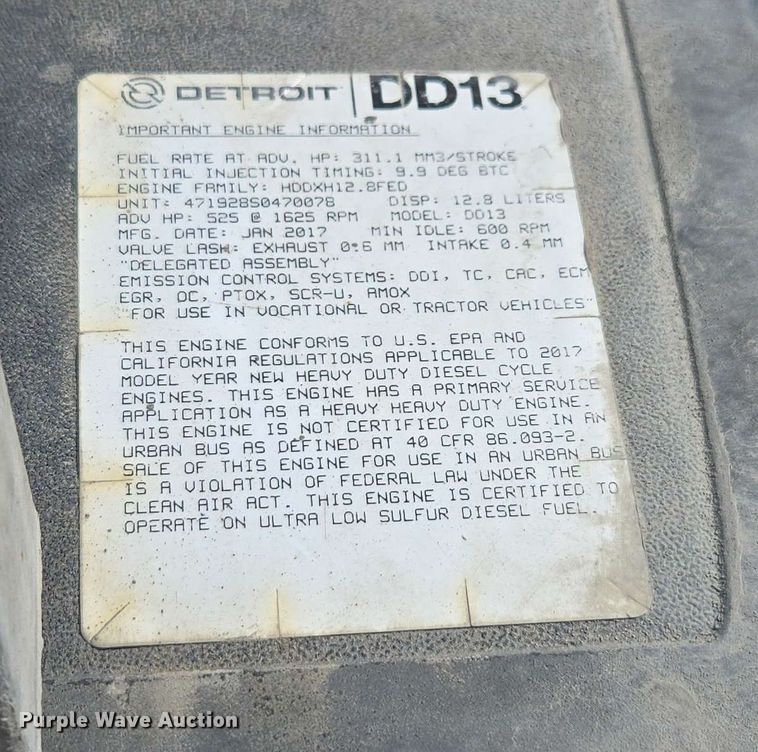 DETROIT DD13
IMPORTANT ENGINE INFORMATION
FUEL RATE AT ADV. HP: 311.1 MM3/STROKE
INITIAL INJECTION TIMING: 9.9 DEG BTC
ENGINE FAMILY: HDDXH12.8FED
UNIT: 471928S0470078 DISP: 12.8 LITERS
ADV HP: 525 @ 1625 RPM MODEL: DD13
MFG. DATE: JAN 2017 MIN IDLE: 600 RPM
VALVE LASH: EXHAUST 0.6 MM INTAKE 0.4 MM
"DELEGATED ASSEMBLY"
EMISSION CONTROL SYSTEMS: DDI, TC, CAC, ECM
EGR, OC, PTOX, SCR-U, AMOX
"FOR USE IN VOCATIONAL OR TRACTOR VEHICLES"
THIS ENGINE CONFORMS TO U.S. EPA AND
CALIFORNIA REGULATIONS APPLICABLE TO 2017
MODEL YEAR NEW HEAVY DUTY DIESEL CYCLE
ENGINES. THIS ENGINE HAS A PRIMARY SERVICE
APPLICATION AS A HEAVY HEAVY DUTY ENGINE.
THIS ENGINE IS NOT CERTIFIED FOR USE IN AN
URBAN BUS AS DEFINED AT 40 CFR 86.093-2.
SALE OF THIS ENGINE FOR USE IN AN URBAN BUS
IS A VIOLATION OF FEDERAL LAW UNDER THE
CLEAN AIR ACT. THIS ENGINE IS CERTIFIED TO
OPERATE ON ULTRA LOW SULFUR DIESEL FUEL.
Purple Wave Auction